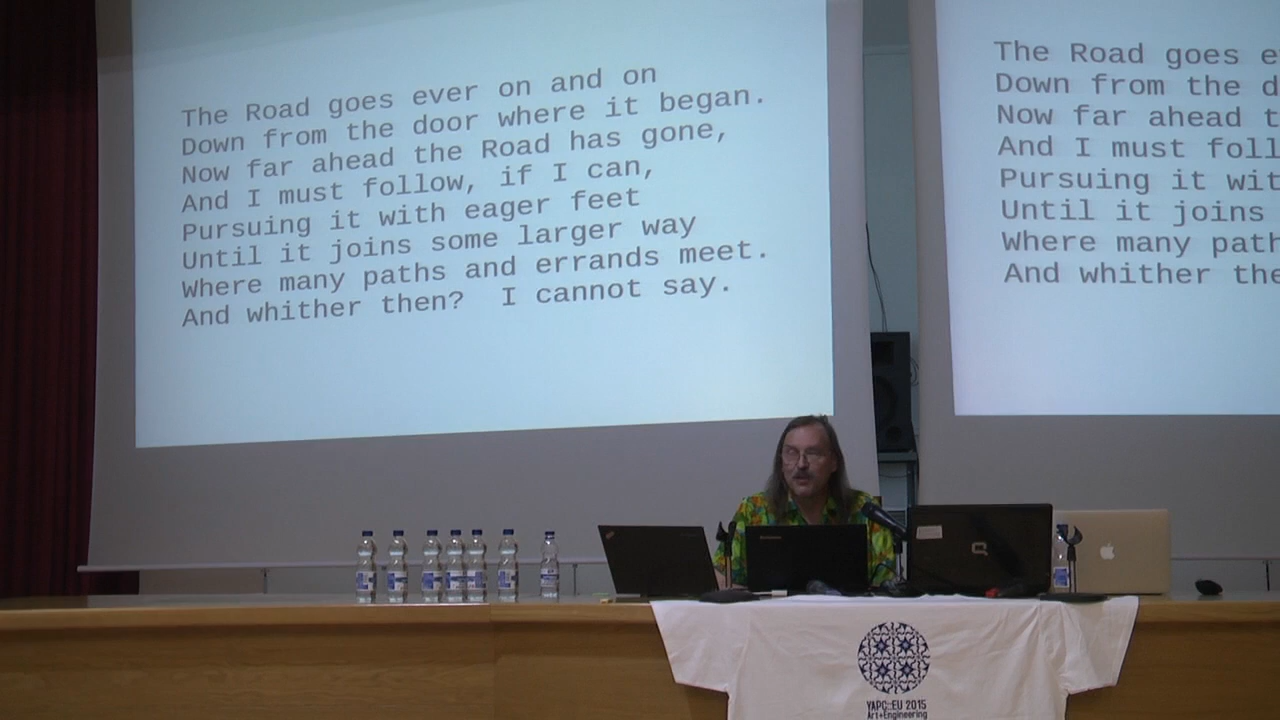 The Road goes ever on and on
Down from the door where it began.
Now far ahead the Road has gone,
And I must follow, if I can,
Pursuing it with eager feet
Until it joins some larger way
Where many paths and errands meet.
And whither then?  I cannot say.
The Road goes e
Down from the d
Now far ahead t
And I must foll
Pursuing it wit
Until it joins
Where many path
And whither the
YAPC::EU 2015
Art+Engineering